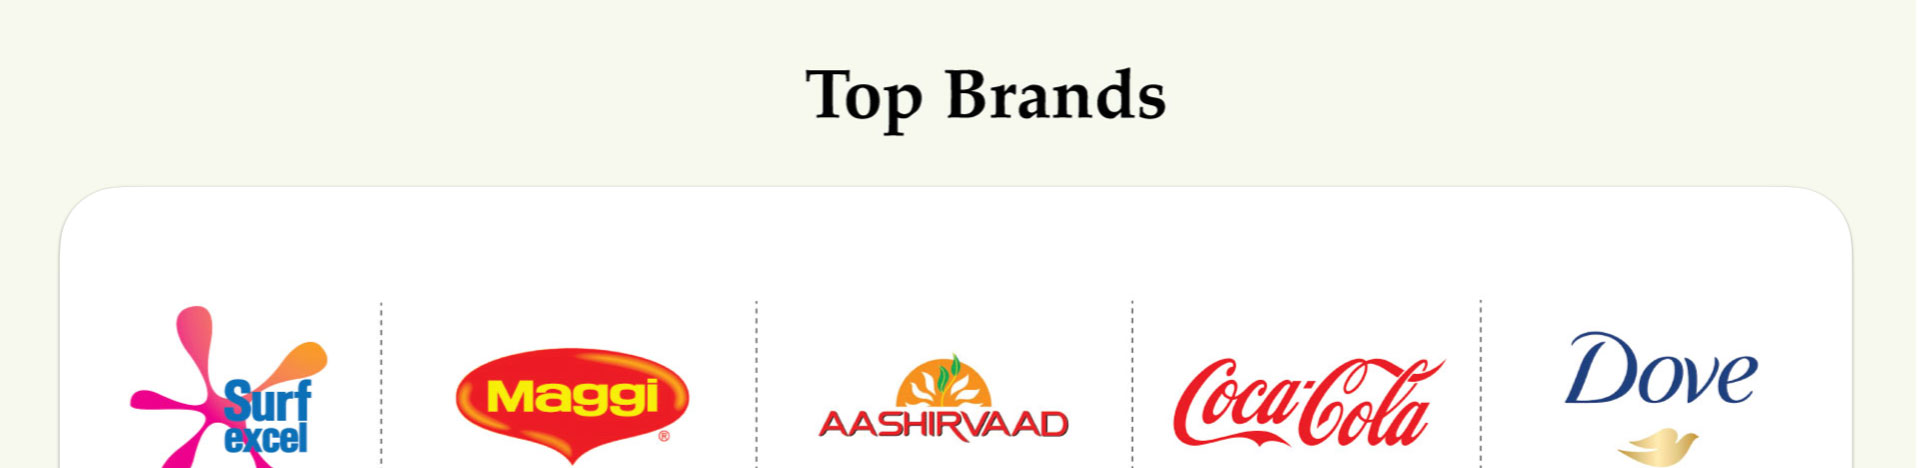 Top Brands
Surf
excel
Maggi
®
AASHIRVAAD
Coca-Cola
Dove